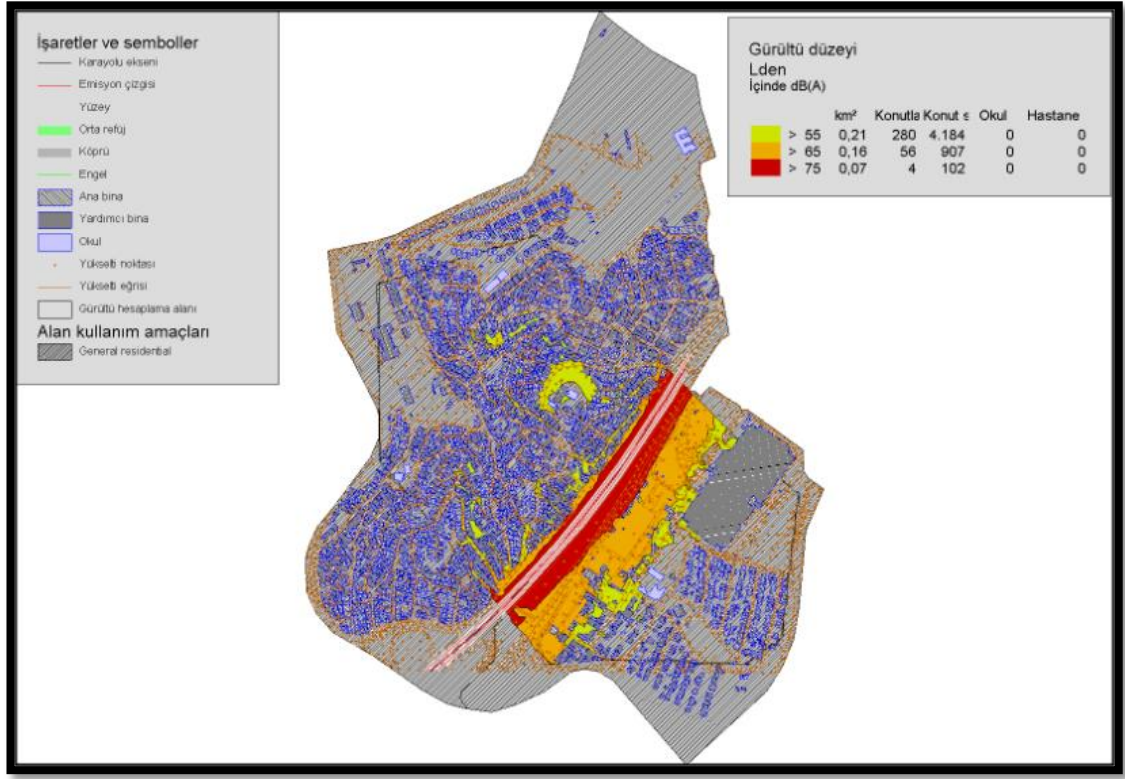 İşaretler ve semboller
Karayolu ekseni
Emisyon çizgisi
Yüzey
Orta refüj
Köprü
Engel
Ana bina
Yardımcı bina
Okul
Yükselti noktası
Yükselti eğrisi
Gürültü hesaplama alanı
Alan kullanım amaçları
General residential
Gürültü düzeyi
Lden
İçinde dB(A)
km² Konutla Konut s Okul Hastane
> 55 0,21 280 4.184 0 0
> 65 0,16 56 907 0 0
> 75 0,07 4 102 0 0